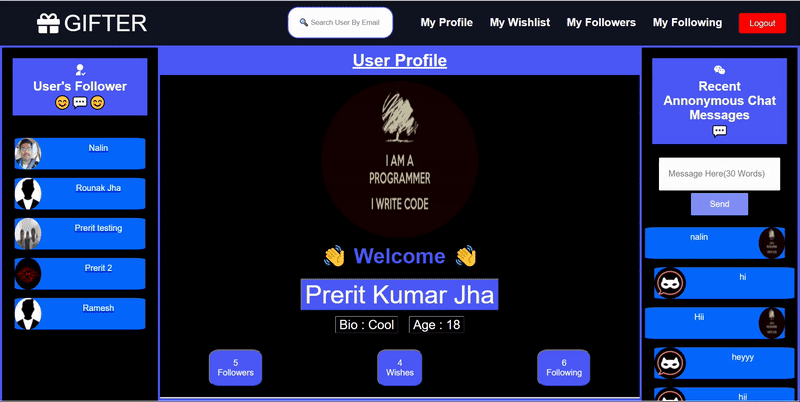 GIFTER
Search User By Email
My Profile
My Wishlist
My Followers
My Following
Logout
User's Follower
Nalin
Rounak Jha
Prerit testing
Prerit 2
Ramesh
User Profile
I AM A
PROGRAMMER
I WRITE CODE
Welcome
Prerit Kumar Jha
Bio : Cool
Age : 18
5
Followers
4
Wishes
6
Following
Recent
Annonymous Chat
Messages
Message Here(30 Words)
Send
nalin
hi
Hii
heyyy
hii